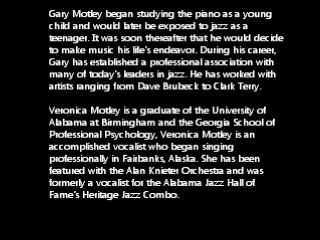 Gary Motley began studying the piano as a young
child and would later be exposed to jazz as a
teenager. It was soon thereafter that he would decide
to make music his life's endeavor. During his career,
Gary has established a professional association with
many of today's leaders in jazz. He has worked with
artists ranging from Dave Brubeck to Clark Terry.

Veronica Motley is a graduate of the University of
Alabama at Birmingham and the Georgia School of
Professional Psychology, Veronica Motley is an
accomplished vocalist who began singing
professionally in Fairbanks, Alaska. She has been
featured with the Alan Knieter Orchestra and was
formerly a vocalist for the Alabama Jazz Hall of
Fame's Heritage Jazz Combo.